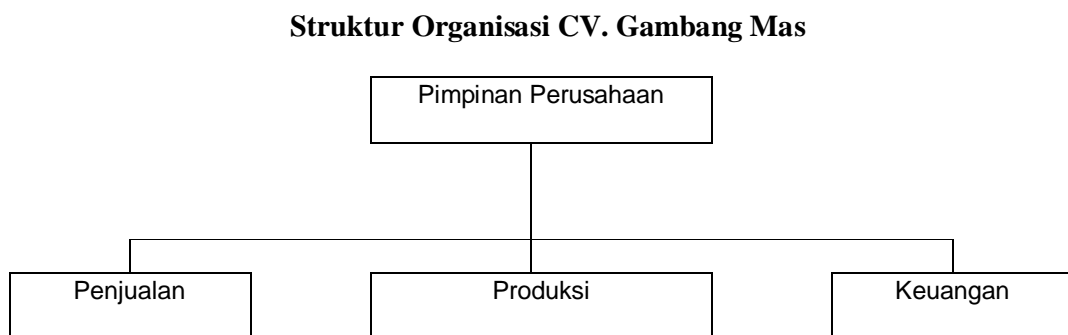 Struktur Organisasi CV. Gambang Mas
Pimpinan Perusahaan
Penjualan
Produksi
Keuangan